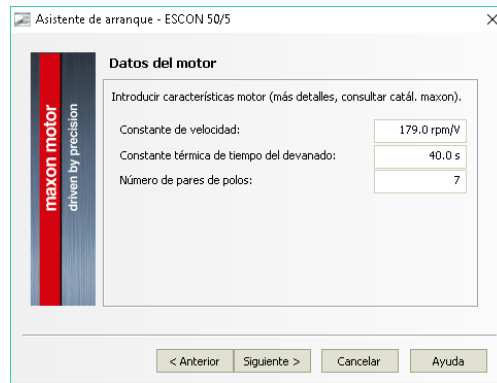 Asistente de arranque - ESCON 50/5
Datos del motor
maxon motor
driven by precision
Introducir características motor (más detalles, consultar catál. maxon).
Constante de velocidad: 179.0 rpm/V
Constante térmica de tiempo del devanado: 40.0 s
Número de pares de polos: 7
< Anterior Siguiente > Cancelar Ayuda